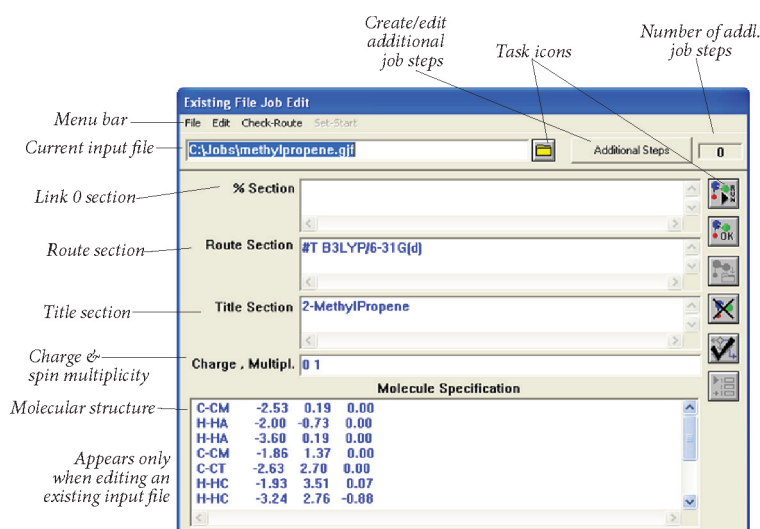 Create/edit
additional
job steps
Task icons
Number of addl.
job steps
Existing File Job Edit
Menu bar
File Edit Check-Route Set-Start
Current input file
C:\Jobs\methylpropene.gjf
Additional Steps
0
Link 0 section
% Section
RUN
Route section
Route Section
#T B3LYP/6-31G(d)
OK
Title section
Title Section
2-MethylPropene
Charge &
spin multiplicity
Charge , Multipl.
0 1
Molecule Specification
Molecular structure
C-CM -2.53 0.19 0.00
H-HA -2.00 -0.73 0.00
H-HA -3.60 0.19 0.00
C-CM -1.86 1.37 0.00
C-CT -2.63 2.70 0.00
H-HC -1.93 3.51 0.07
H-HC -3.24 2.76 -0.88
Appears only
when editing an
existing input file